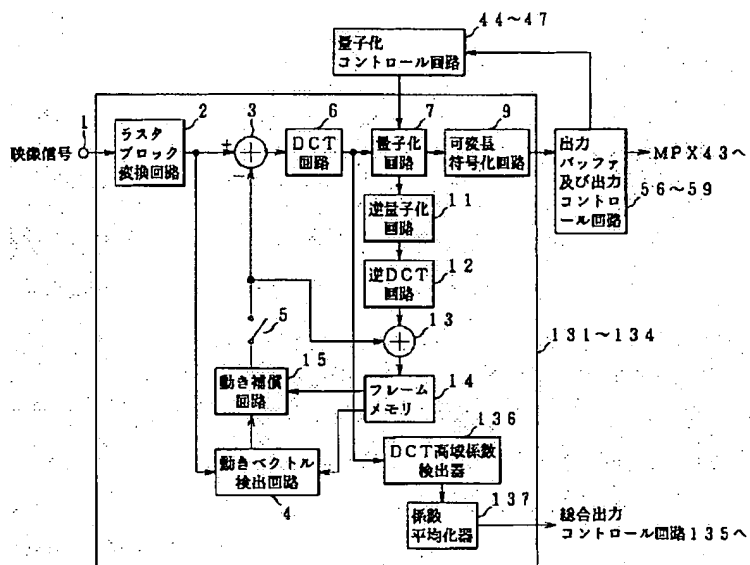 44〜47
量子化
コントロール回路
1
映像信号
2
ラスタ
ブロック
変換回路
3
+
−
6
DCT
回路
7
量子化
回路
9
可変長
符号化回路
出力
バッファ
及び出力
コントロ
ール回路
MPX43へ
56〜59
11
逆量子化
回路
12
逆DCT
回路
5
13
131〜134
15
動き補償
回路
14
フレーム
メモリ
136
DCT高域係数
検出器
動きベクトル
検出回路
4
137
係数
平均化器
総合出力
コントロール回路135へ